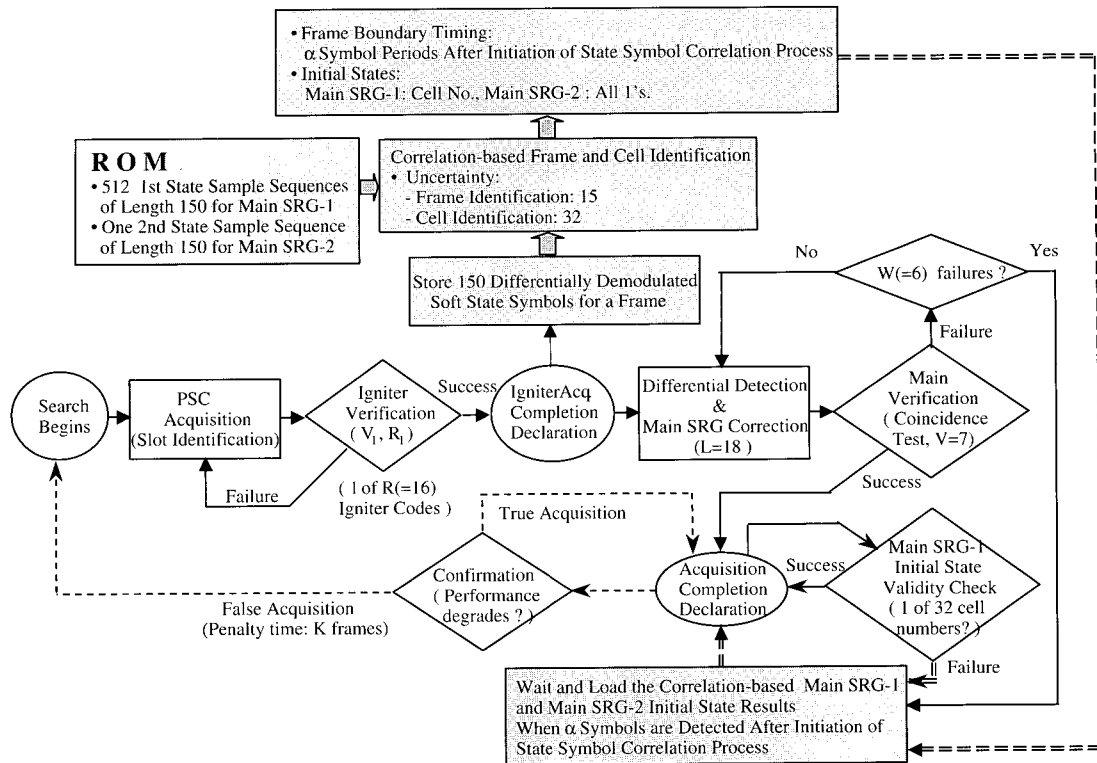 • Frame Boundary Timing:
α Symbol Periods After Initiation of State Symbol Correlation Process
• Initial States:
Main SRG-1: Cell No., Main SRG-2 : All 1's.
ROM
• 512 1st State Sample Sequences
of Length 150 for Main SRG-1
• One 2nd State Sample Sequence
of Length 150 for Main SRG-2
Correlation-based Frame and Cell Identification
• Uncertainty:
- Frame Identification: 15
- Cell Identification: 32
Store 150 Differentially Demodulated
Soft State Symbols for a Frame
No
W(=6) failures ?
Yes
Failure
Search
Begins
PSC
Acquisition
(Slot Identification)
Failure
Igniter
Verification
( V₁, R₁ )
Success
( 1 of R(=16)
Igniter Codes )
IgniterAcq
Completion
Declaration
Differential Detection
&
Main SRG Correction
(L=18 )
Main
Verification
( Coincidence
Test, V=7)
Success
True Acquisition
Confirmation
( Performance
degrades ? )
False Acquisition
(Penalty time: K frames)
Acquisition
Completion
Declaration
Success
Main SRG-1
Initial State
Validity Check
( 1 of 32 cell
numbers? )
Failure
Wait and Load the Correlation-based Main SRG-1
and Main SRG-2 Initial State Results
When α Symbols are Detected After Initiation of
State Symbol Correlation Process